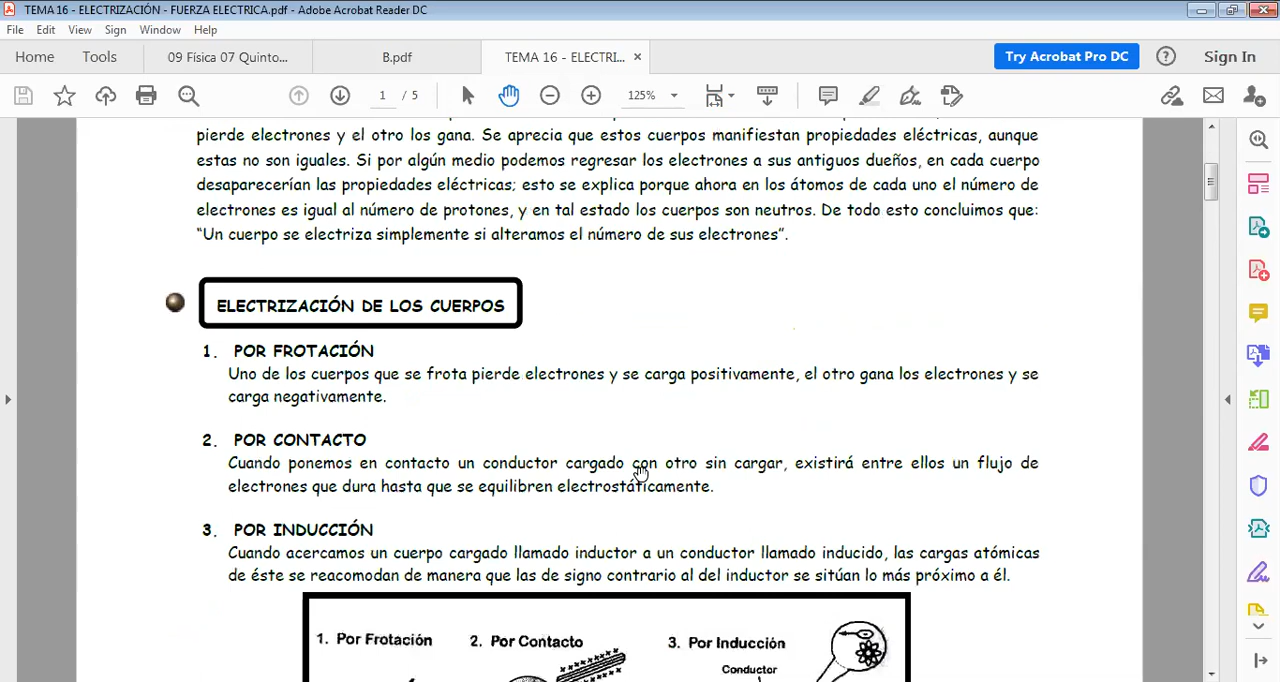 TEMA 16 - ELECTRIZACIÓN - FUERZA ELECTRICA.pdf - Adobe Acrobat Reader DC
File Edit View Sign Window Help
Home Tools 09 Física 07 Quinto... B.pdf TEMA 16 - ELECTRI... × Try Acrobat Pro DC ? Sign In
1 / 5 125%
pierde electrones y el otro los gana. Se aprecia que estos cuerpos manifiestan propiedades eléctricas, aunque
estas no son iguales. Si por algún medio podemos regresar los electrones a sus antiguos dueños, en cada cuerpo
desaparecerían las propiedades eléctricas; esto se explica porque ahora en los átomos de cada uno el número de
electrones es igual al número de protones, y en tal estado los cuerpos son neutros. De todo esto concluimos que:
“Un cuerpo se electriza simplemente si alteramos el número de sus electrones”.
ELECTRIZACIÓN DE LOS CUERPOS
1. POR FROTACIÓN
Uno de los cuerpos que se frota pierde electrones y se carga positivamente, el otro gana los electrones y se
carga negativamente.
2. POR CONTACTO
Cuando ponemos en contacto un conductor cargado con otro sin cargar, existirá entre ellos un flujo de
electrones que dura hasta que se equilibren electrostáticamente.
3. POR INDUCCIÓN
Cuando acercamos un cuerpo cargado llamado inductor a un conductor llamado inducido, las cargas atómicas
de éste se reacomodan de manera que las de signo contrario al del inductor se sitúan lo más próximo a él.
1. Por Frotación 2. Por Contacto 3. Por Inducción
Conductor